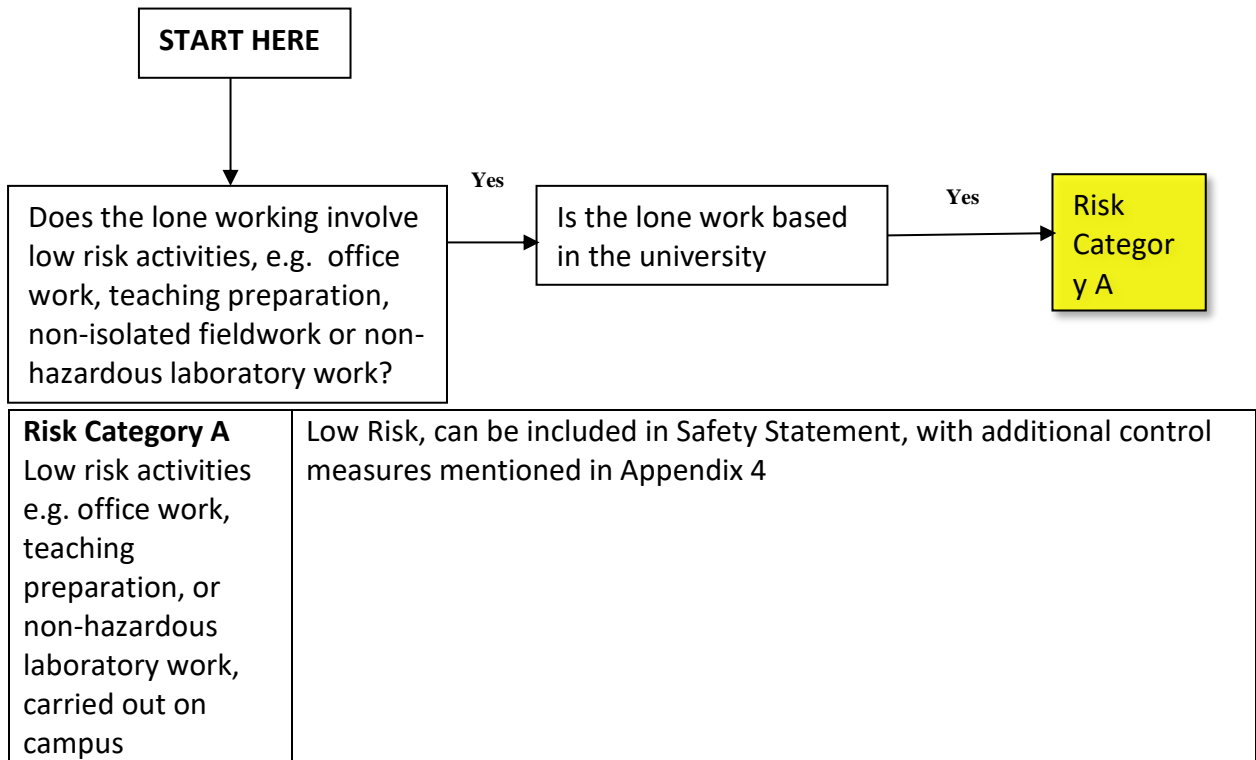 START HERE
Yes
Yes
Does the lone working involve
low risk activities, e.g.  office
work, teaching preparation,
non-isolated fieldwork or non-
hazardous laboratory work?
Is the lone work based
in the university
Risk
Categor
y A
Risk Category A
Low risk activities
e.g. office work,
teaching
preparation, or
non-hazardous
laboratory work,
carried out on
campus
Low Risk, can be included in Safety Statement, with additional control
measures mentioned in Appendix 4